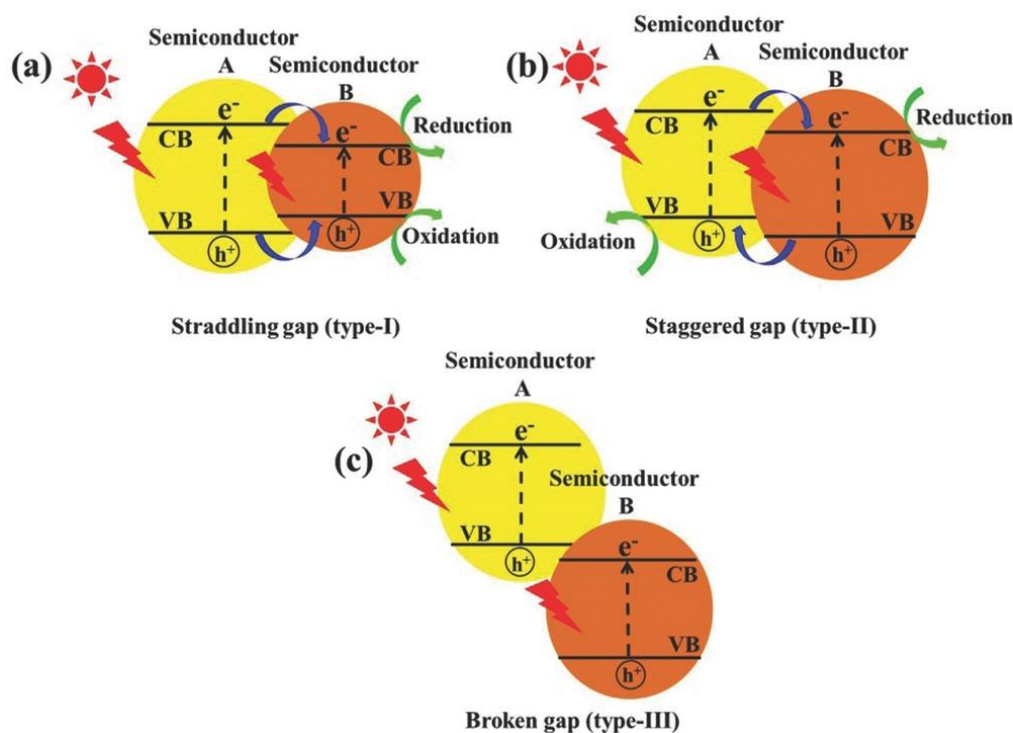 (a)
Semiconductor
A
Semiconductor
B
e⁻
CB
e⁻
CB
Reduction
VB
VB
h⁺
h⁺
Oxidation
Straddling gap (type-I)
(b)
Semiconductor
A
Semiconductor
B
e⁻
CB
e⁻
CB
Reduction
VB
VB
h⁺
h⁺
Oxidation
Staggered gap (type-II)
(c)
Semiconductor
A
e⁻
CB
VB
h⁺
Semiconductor
B
e⁻
CB
VB
h⁺
Broken gap (type-III)